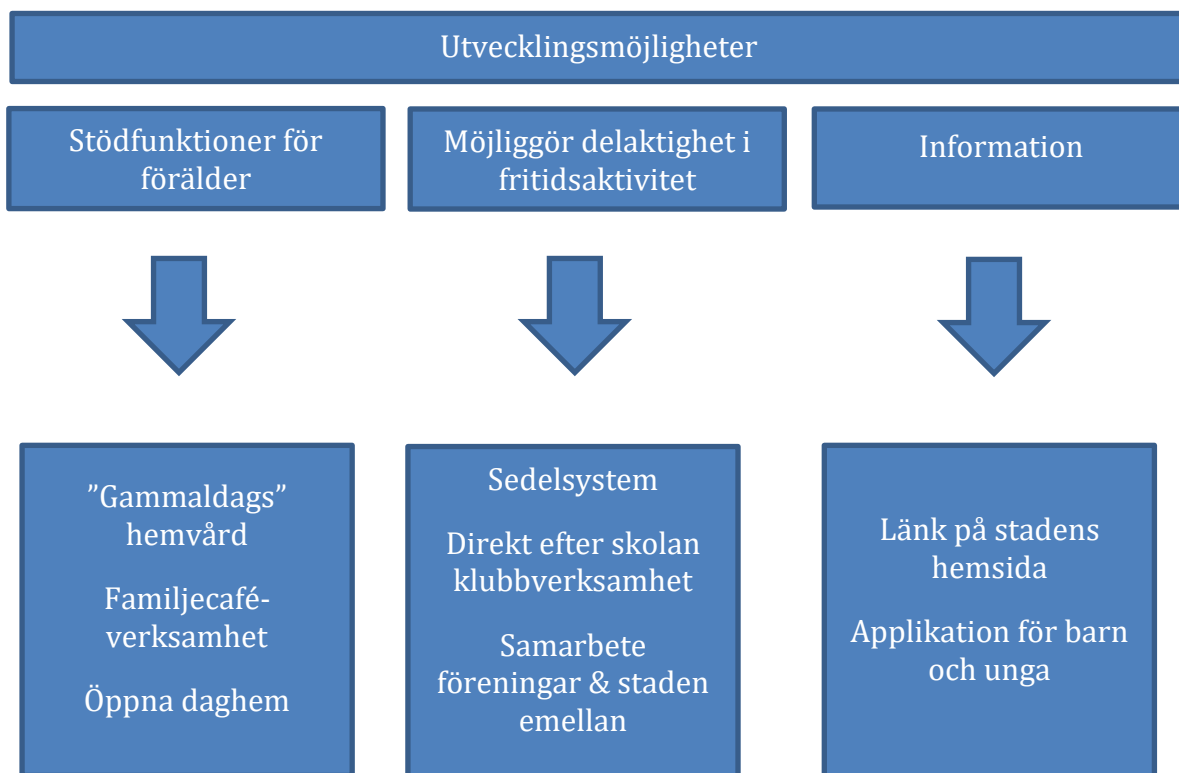 Utvecklingsmöjligheter
Stödfunktioner för
förälder
Möjliggör delaktighet i
fritidsaktivitet
Information
”Gammaldags”
hemvård
Familjecafé-
verksamhet
Öppna daghem
Sedelsystem
Direkt efter skolan
klubbverksamhet
Samarbete
föreningar & staden
emellan
Länk på stadens
hemsida
Applikation för barn
och unga